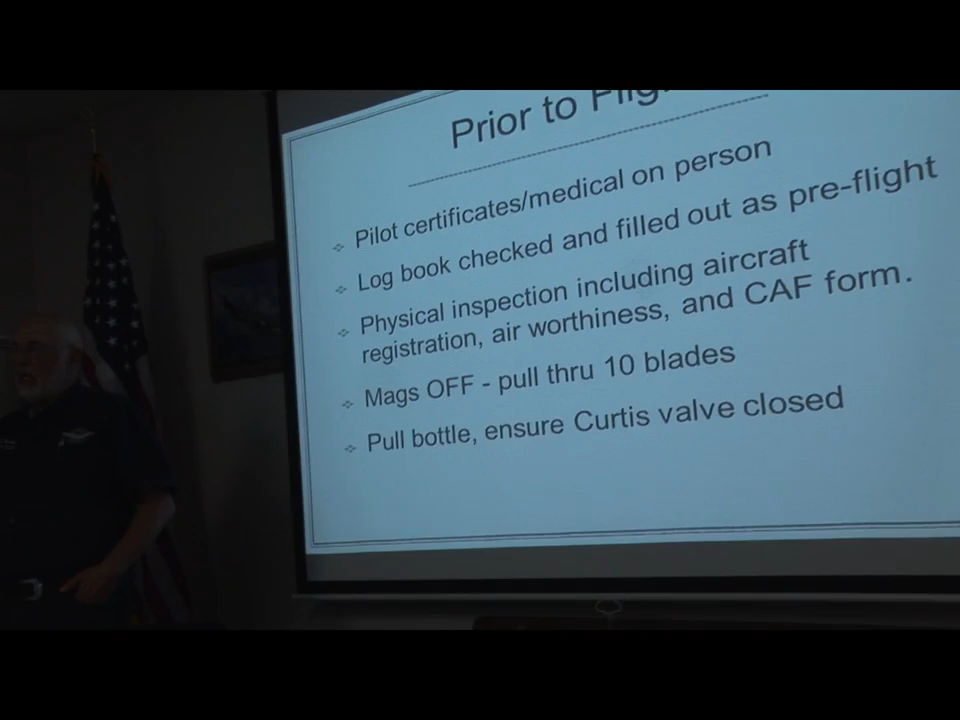 Prior to
Pilot certificates/medical on person
Log book checked and filled out as pre-flight
Physical inspection including aircraft
registration, air worthiness, and CAF form.
Mags OFF - pull thru 10 blades
Pull bottle, ensure Curtis valve closed